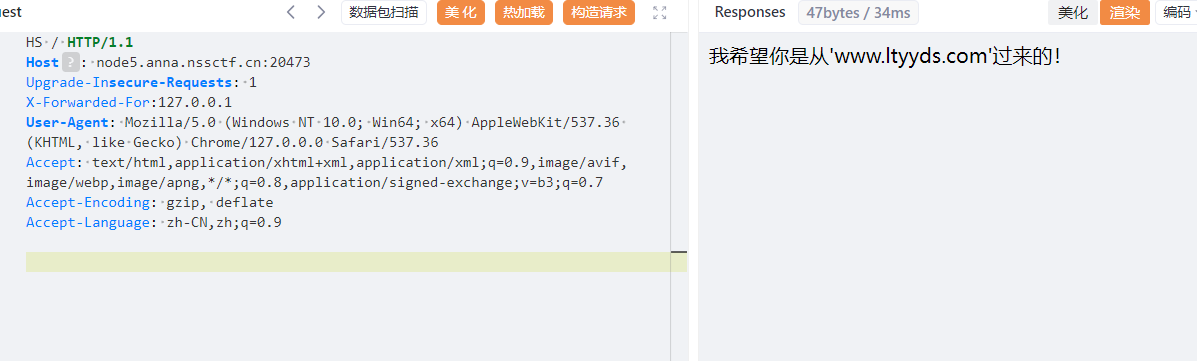 est
数据包扫描
美化
热加载
构造请求
Responses
47bytes / 34ms
美化
渲染
编码
HS / HTTP/1.1
Host ? : node5.anna.nssctf.cn:20473
Upgrade-Insecure-Requests: 1
X-Forwarded-For:127.0.0.1
User-Agent: Mozilla/5.0 (Windows NT 10.0; Win64; x64) AppleWebKit/537.36
(KHTML, like Gecko) Chrome/127.0.0.0 Safari/537.36
Accept: text/html,application/xhtml+xml,application/xml;q=0.9,image/avif,
image/webp,image/apng,*/*;q=0.8,application/signed-exchange;v=b3;q=0.7
Accept-Encoding: gzip, deflate
Accept-Language: zh-CN,zh;q=0.9
我希望你是从'www.ltyyds.com'过来的!